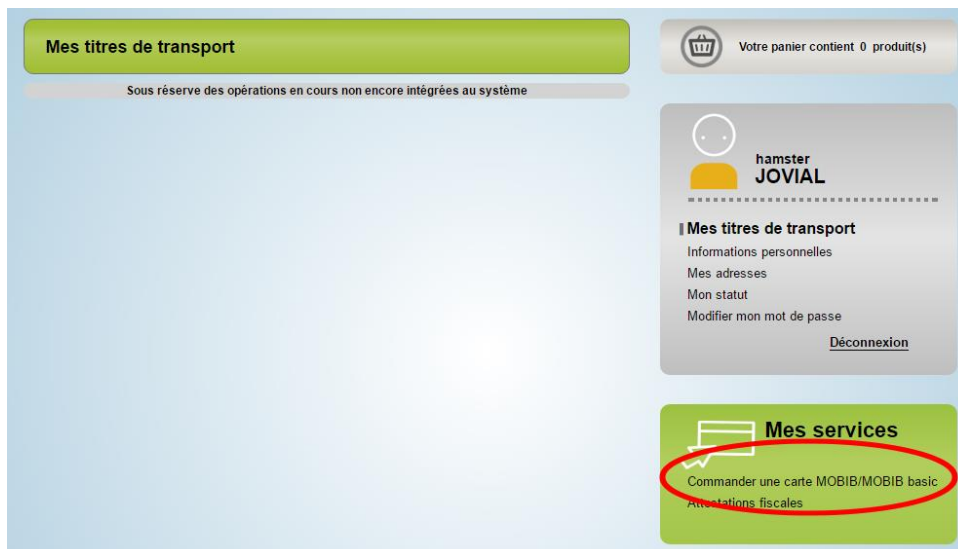 Mes titres de transport
Sous réserve des opérations en cours non encore intégrées au système
Votre panier contient 0 produit(s)
hamster
JOVIAL
Mes titres de transport
Informations personnelles
Mes adresses
Mon statut
Modifier mon mot de passe
Déconnexion
Mes services
Commander une carte MOBIB/MOBIB basic
Attestations fiscales